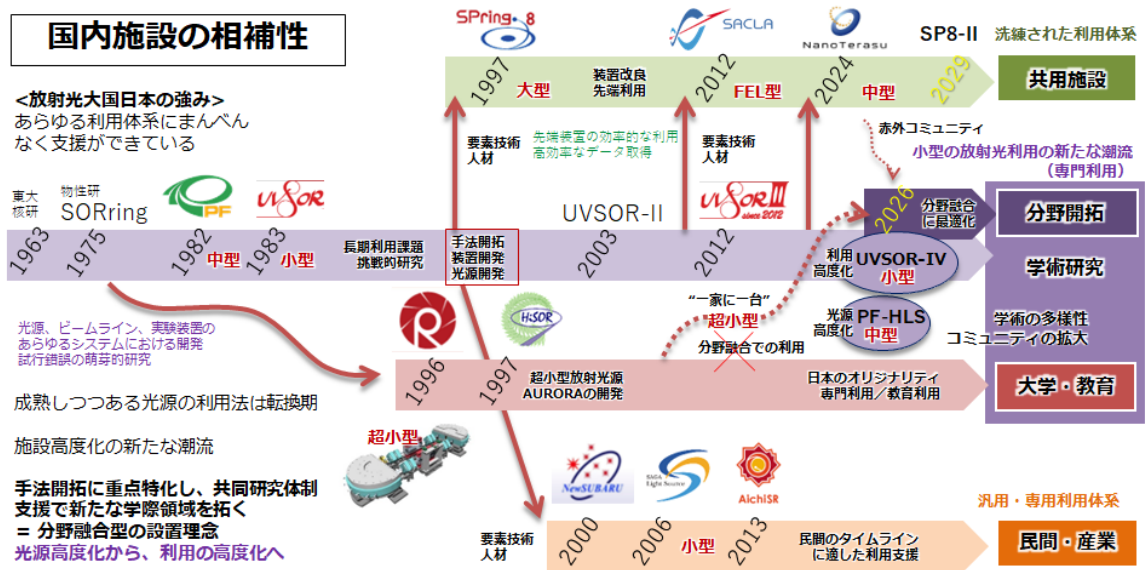 国内施設の相補性
<放射光大国日本の強み>
あらゆる利用体系にまんべん
なく支援ができている
SPring-8
SACLA
NanoTerasu
SP8-II
洗練された利用体系
1997
大型
装置改良
先端利用
2012
FEL型
2024
中型
2029
共用施設
要素技術
人材
先端装置の効率的な利用
高効率なデータ取得
要素技術
人材
赤外コミュニティ
小型の放射光利用の新たな潮流
（専門利用）
東大
核研
物性研
SORring
PF
UVSOR
UVSOR-II
UVSOR III
since 2012
2026
分野融合
に最適化
分野開拓
1963
1975
1982
中型
1983
小型
長期利用課題
挑戦的研究
手法開拓
装置開発
光源開発
2003
2012
利用
高度化
UVSOR-IV
小型
学術研究
光源、ビームライン、実験装置の
あらゆるシステムにおける開発
試行錯誤の萌芽的研究
R
HiSOR
“一家に一台”
超小型
分野融合での利用
光源
高度化
PF-HLS
中型
学術の多様性
コミュニティの拡大
1996
1997
超小型放射光源
AURORAの開発
日本のオリジナリティ
専門利用／教育利用
大学・教育
成熟しつつある光源の利用法は転換期
施設高度化の新たな潮流
超小型
手法開拓に重点特化し、共同研究体制
支援で新たな学際領域を拓く
= 分野融合型の設置理念
光源高度化から、利用の高度化へ
NewSUBARU
SAGA
Light Source
AichiSR
汎用・専用利用体系
要素技術
人材
2000
2006
小型
2013
民間のタイムライン
に適した利用支援
民間・産業